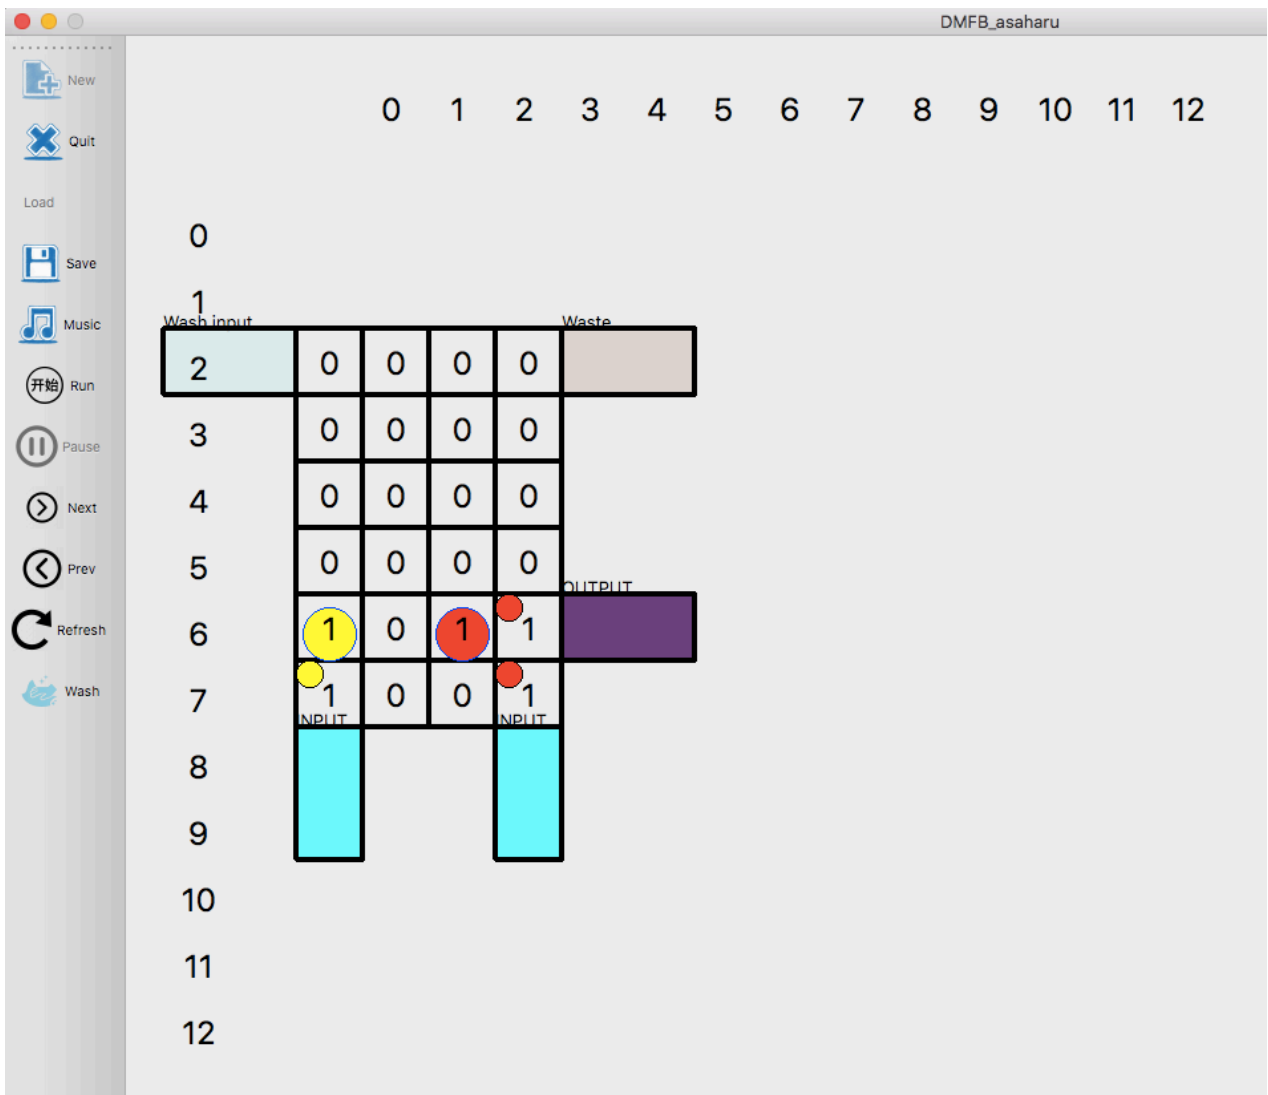 DMFB_asaharu
New
Quit
Load
Save
Music
开始 Run
Pause
Next
Prev
Refresh
Wash
0 1 2 3 4 5 6 7 8 9 10 11 12
0
1
Wash input Waste
2 0 0 0 0
3 0 0 0 0
4 0 0 0 0
5 0 0 0 0
OUTPUT
6 1 0 1 1
7 1 0 0 1
INPUT INPUT
8
9
10
11
12